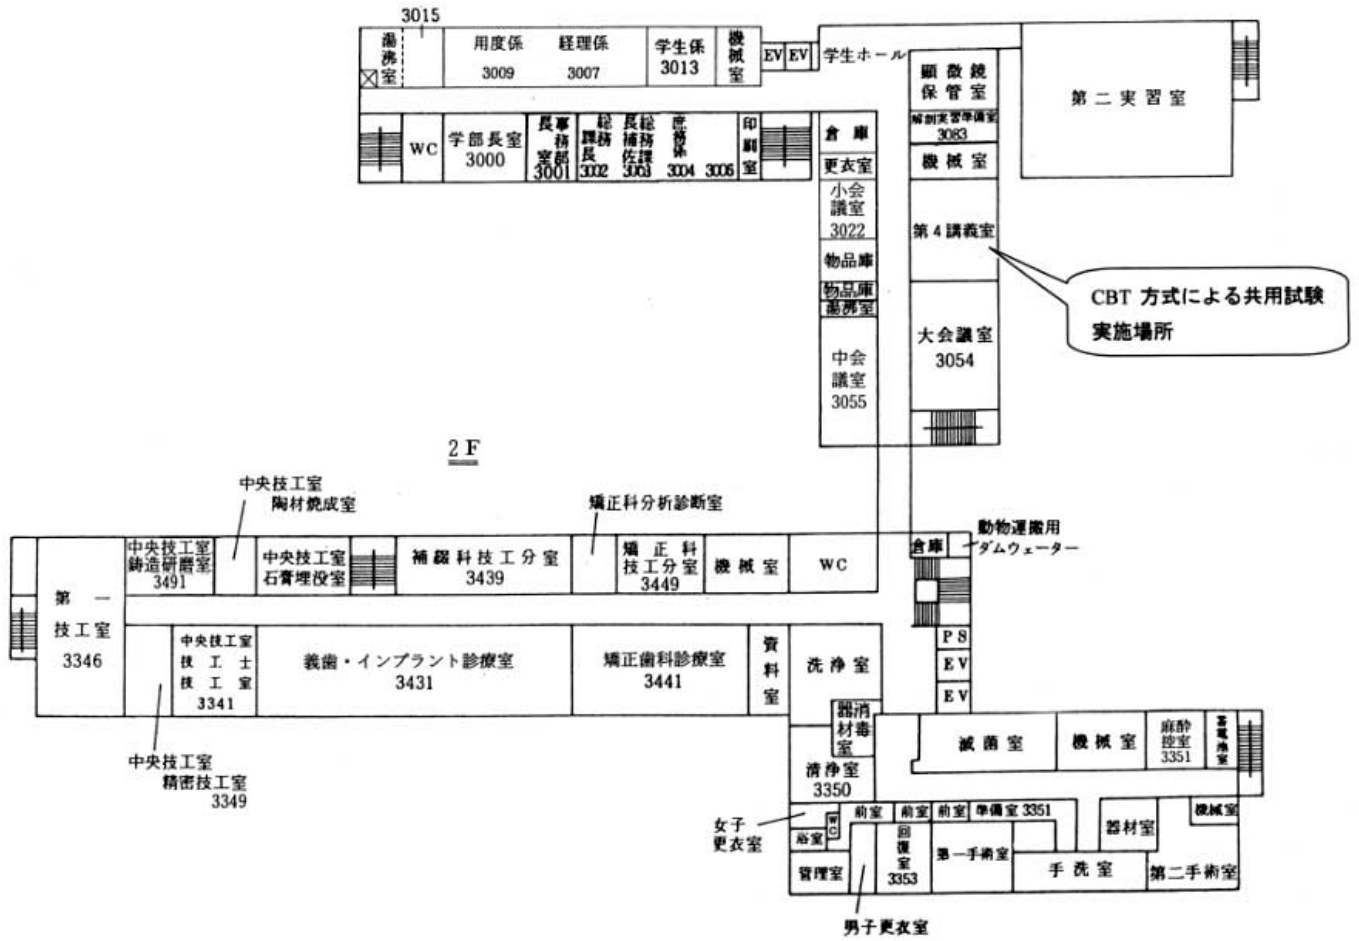 3015
湯沸室
用度係
3009
経理係
3007
学生係
3013
機械室
EV
EV
学生ホール
顕微鏡
保管室
解剖実習準備室
3083
機械室
第二実習室
WC
学部長室
3000
事務部
長室
3001
総務
課長
3002
総務課
長補佐
3003
庶務係
3004
3006
印刷室
倉庫
更衣室
小会
議室
3022
物品庫
物品庫
湯沸室
中会
議室
3055
第4講義室
大会議室
3054
CBT 方式による共用試験
実施場所
2F
中央技工室
陶材焼成室
矯正科分析診断室
動物運搬用
ダムウェーター
倉庫
第一
技工室
3346
中央技工室
鋳造研磨室
3491
中央技工室
石膏埋没室
補綴科技工分室
3439
矯正科
技工分室
3449
機械室
WC
中央技工室
技工士
技工室
3341
義歯・インプラント診療室
3431
矯正歯科診療室
3441
資料室
洗浄室
PS
EV
EV
中央技工室
精密技工室
3349
器材
消毒室
清浄室
3350
滅菌室
機械室
麻酔
控室
3351
蓄電池室
女子
更衣室
WC
浴室
管理室
前室
前室
前室
準備室 3351
回復室
3353
第一手術室
手洗室
器材室
機械室
第二手術室
男子更衣室